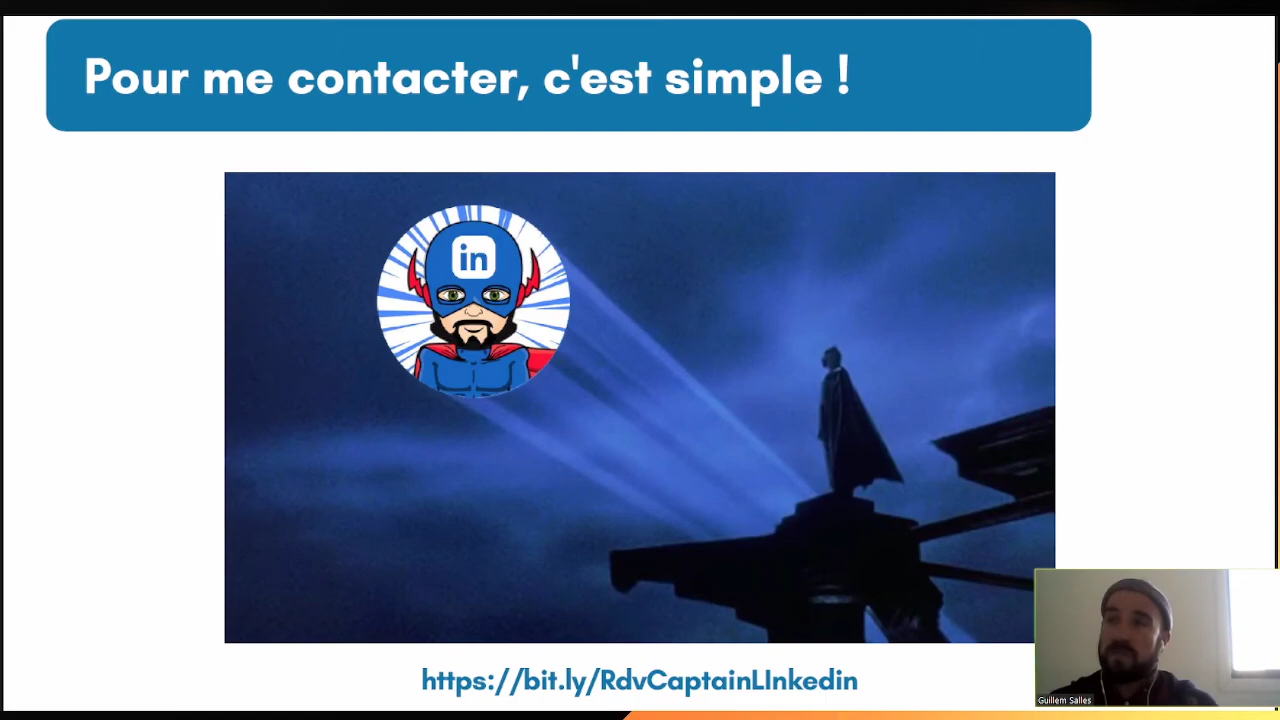 Pour me contacter, c'est simple !
in
https://bit.ly/RdvCaptainLInkedin
Guillem Salles